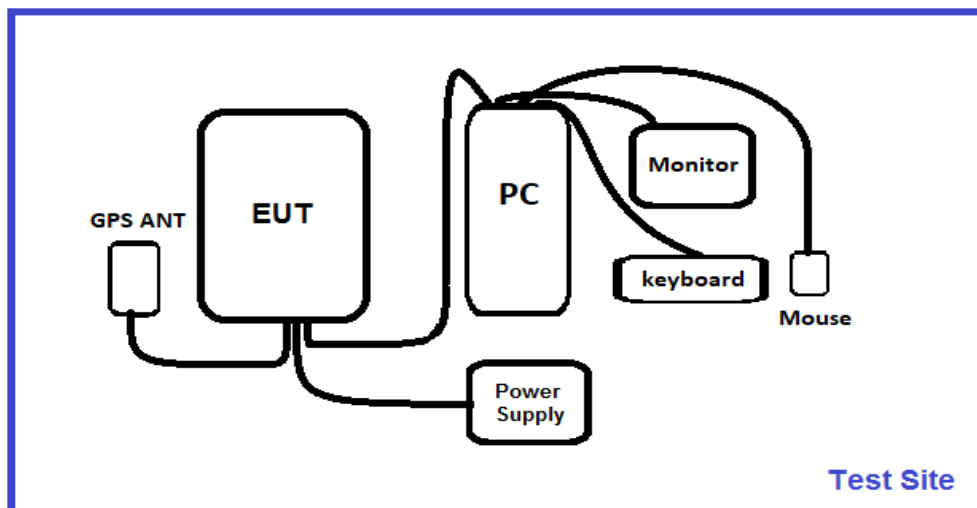 PC
Monitor
EUT
GPS ANT
keyboard
Mouse
Power
Supply
Test Site